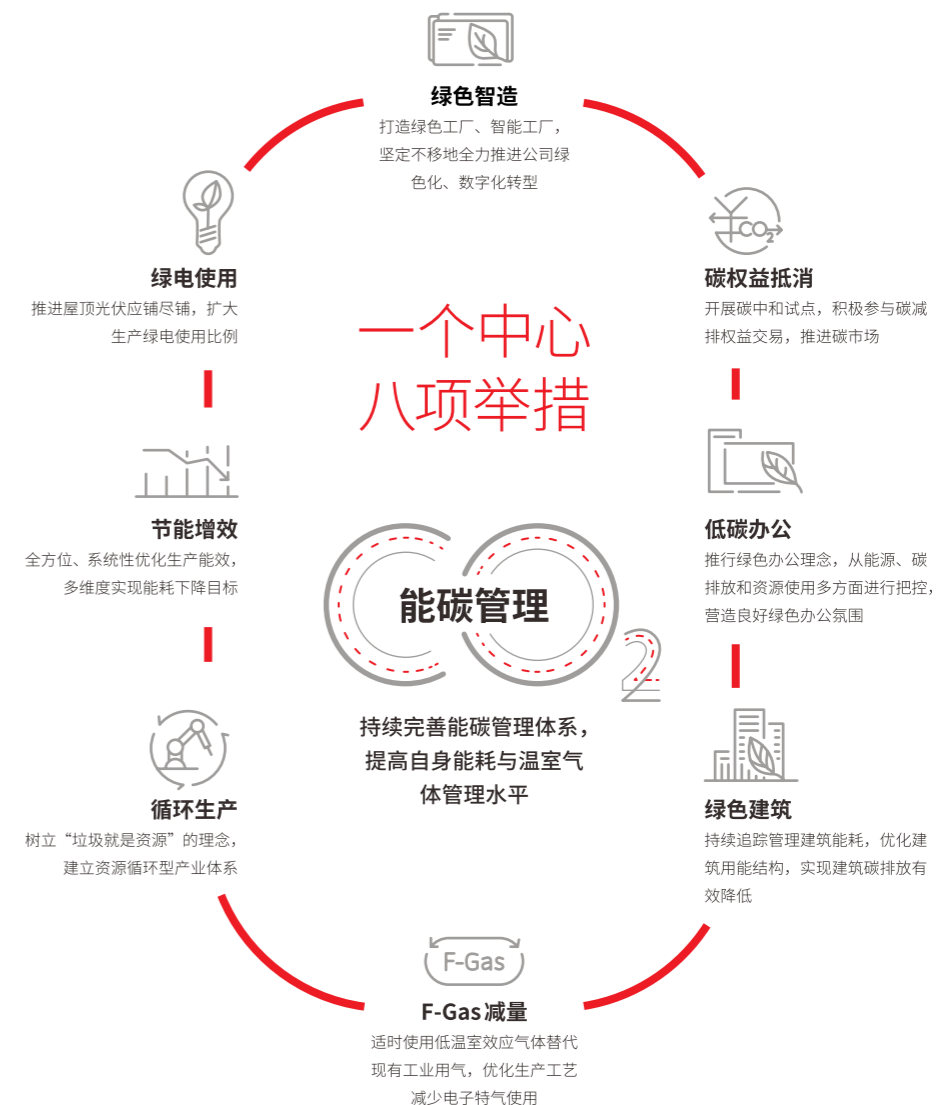 绿色智造
打造绿色工厂、智能工厂，
坚定不移地全力推进公司绿
色化、数字化转型
碳权益抵消
开展碳中和试点，积极参与碳减
排权益交易，推进碳市场
低碳办公
推行绿色办公理念，从能源、碳
排放和资源使用多方面进行把控，
营造良好绿色办公氛围
绿色建筑
持续追踪管理建筑能耗，优化建
筑用能结构，实现建筑碳排放有
效降低
F-Gas
F-Gas减量
适时使用低温室效应气体替代
现有工业用气，优化生产工艺
减少电子特气使用
循环生产
树立“垃圾就是资源”的理念，
建立资源循环型产业体系
节能增效
全方位、系统性优化生产能效，
多维度实现能耗下降目标
绿电使用
推进屋顶光伏应铺尽铺，扩大
生产绿电使用比例
一个中心
八项举措
能碳管理
CO2
持续完善能碳管理体系，
提高自身能耗与温室气
体管理水平
CO2